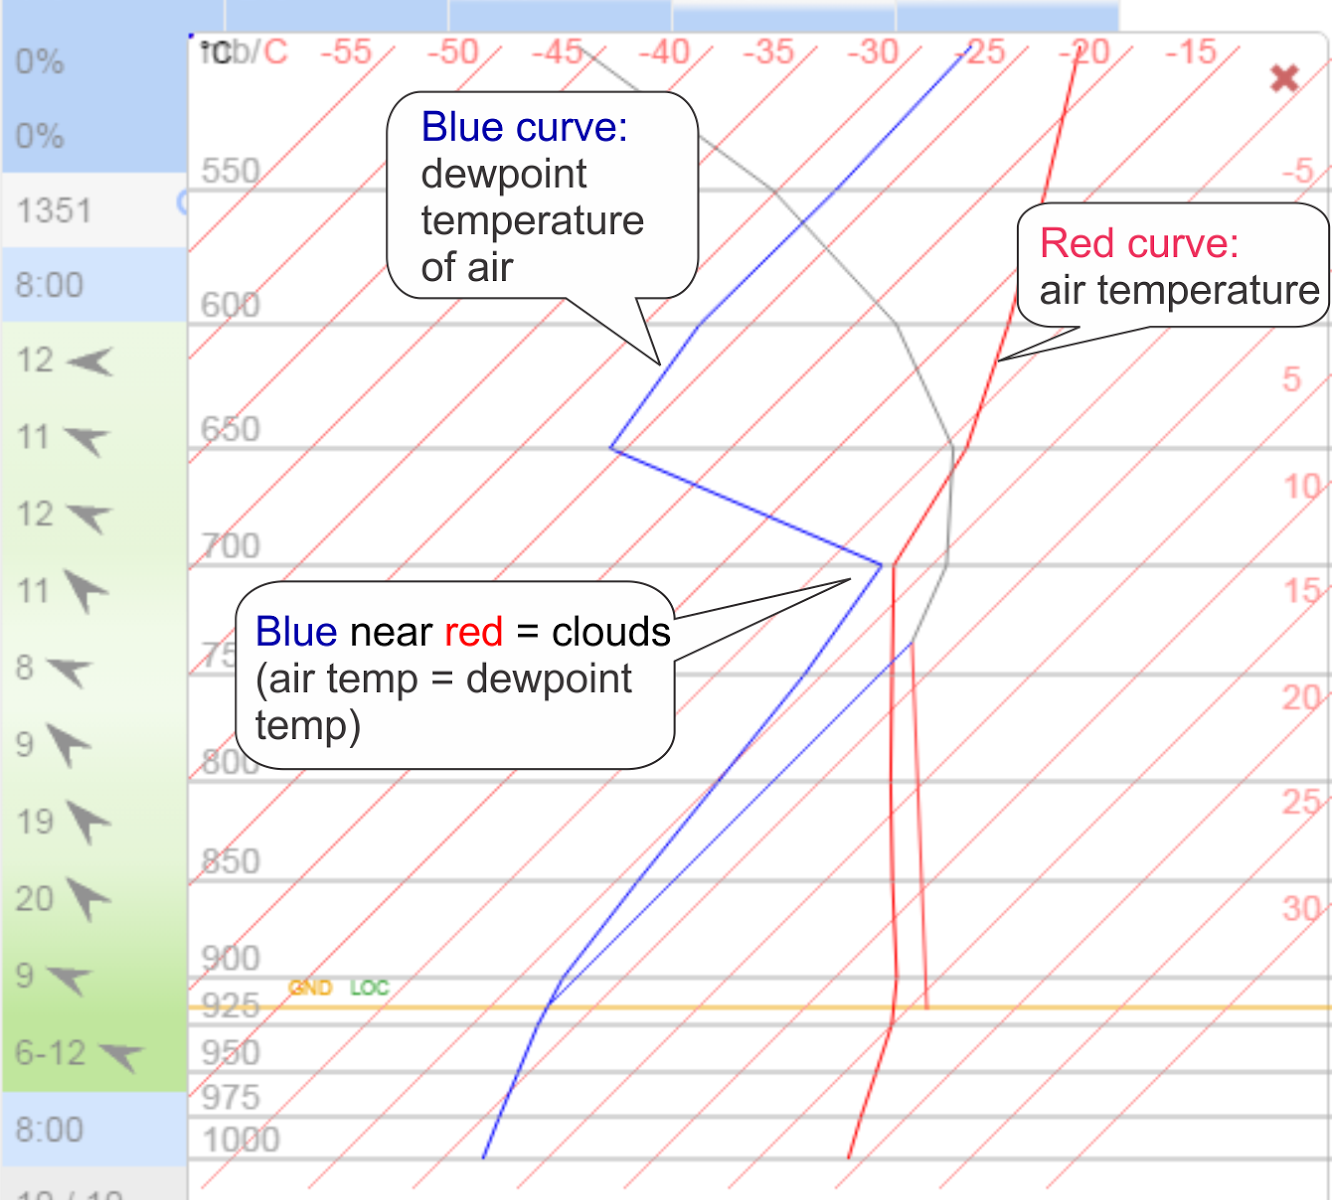 0%
0%
1351
8:00
12
11
12
11
8
9
19
20
9
6-12
8:00
mb/C -55 -50 -45 -40 -35 -30 -25 -20 -15
°C
Blue curve:
dewpoint
temperature
of air
550
-5
Red curve:
air temperature
600
5
650
10
700
15
Blue near red = clouds
(air temp = dewpoint
temp)
20
800
25
850
30
900
GND LOC
925
950
975
1000